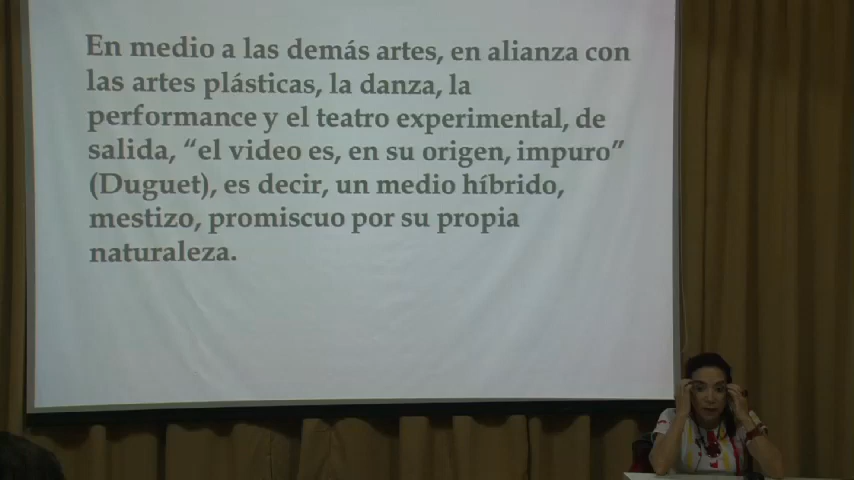 En medio a las demás artes, en alianza con
las artes plásticas, la danza, la
performance y el teatro experimental, de
salida, “el video es, en su origen, impuro”
(Duguet), es decir, un medio híbrido,
mestizo, promiscuo por su propia
naturaleza.